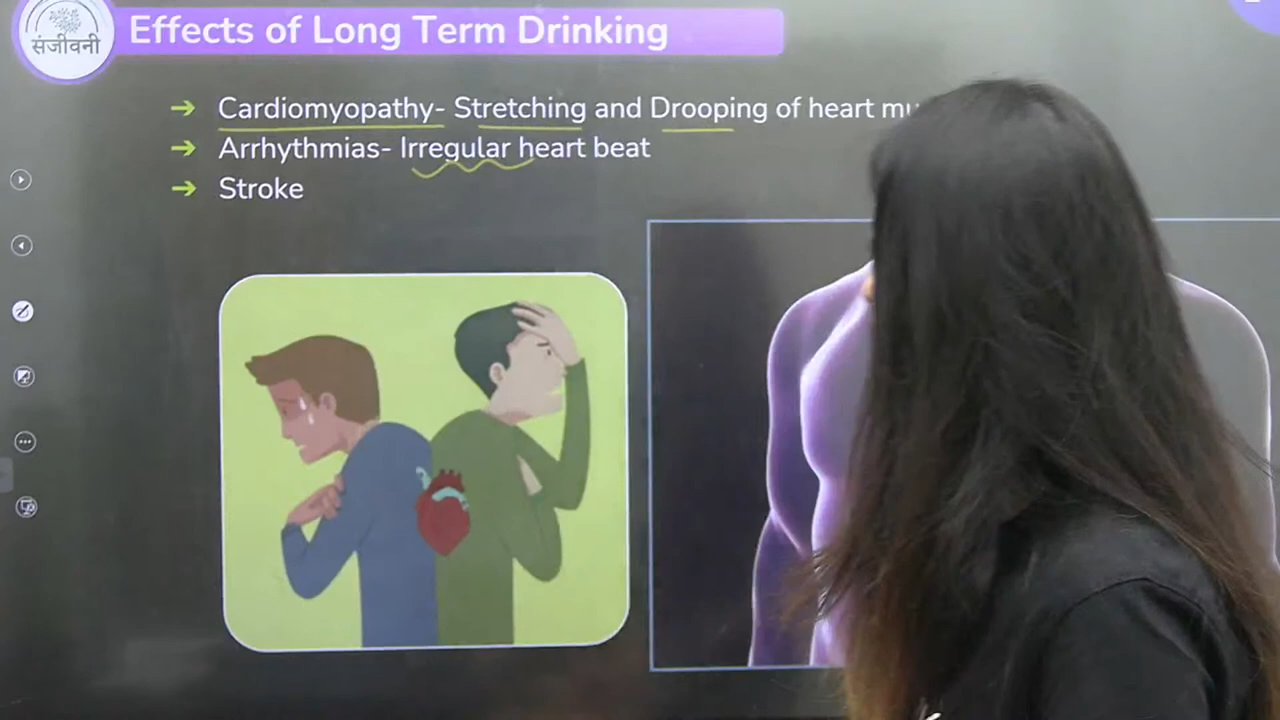 संजीवनी
Effects of Long Term Drinking
Cardiomyopathy- Stretching and Drooping of heart
Arrhythmias- Irregular heart beat
Stroke